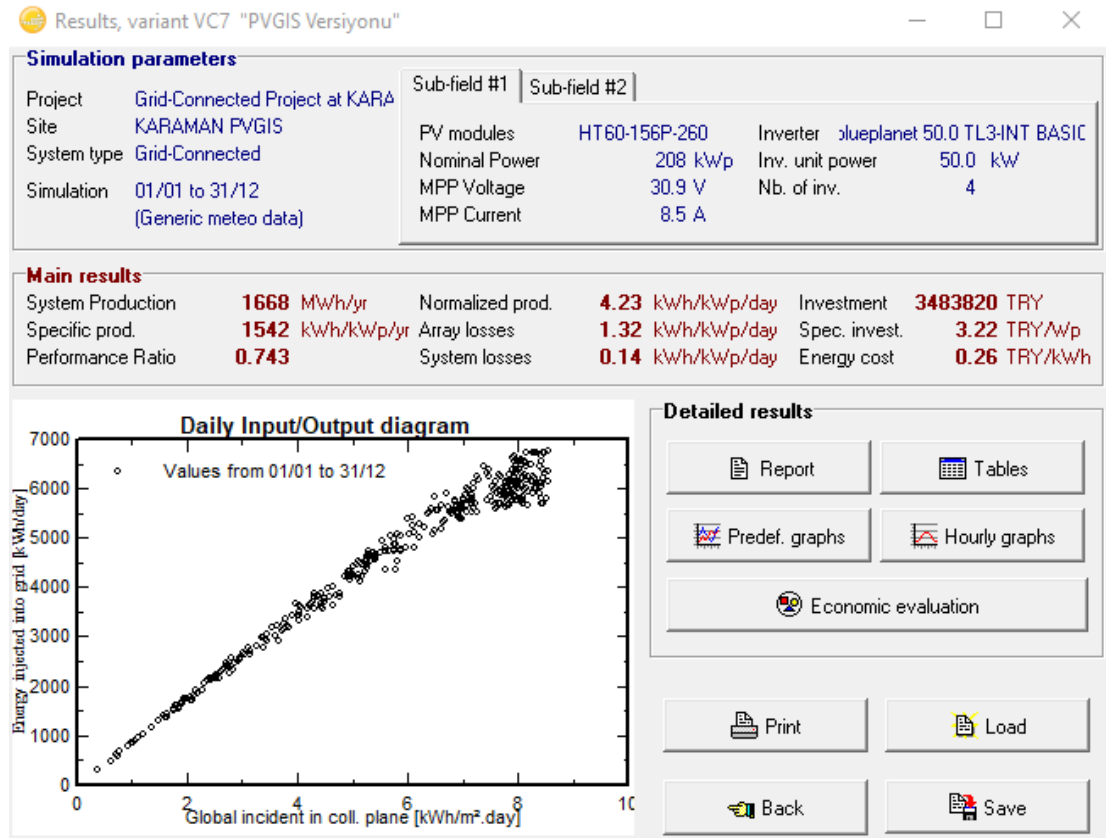 Results, variant VC7 "PVGIS Versiyonu"
Simulation parameters
Project Grid-Connected Project at KARA
Site KARAMAN PVGIS
System type Grid-Connected
Simulation 01/01 to 31/12
(Generic meteo data)
Sub-field #1 Sub-field #2
PV modules HT60-156P-260 Inverter blueplanet 50.0 TL3-INT BASIC
Nominal Power 208 kWp Inv. unit power 50.0 kW
MPP Voltage 30.9 V Nb. of inv. 4
MPP Current 8.5 A
Main results
System Production 1668 MWh/yr Normalized prod. 4.23 kWh/kWp/day Investment 3483820 TRY
Specific prod. 1542 kWh/kWp/yr Array losses 1.32 kWh/kWp/day Spec. invest. 3.22 TRY/Wp
Performance Ratio 0.743 System losses 0.14 kWh/kWp/day Energy cost 0.26 TRY/kWh
Daily Input/Output diagram
Values from 01/01 to 31/12
Energy injected into grid [kWh/day]
7000
6000
5000
4000
3000
2000
1000
0
0 2 4 6 8 10
Global incident in coll. plane [kWh/m².day]
Detailed results
Report Tables
Predef. graphs Hourly graphs
Economic evaluation
Print Load
Back Save